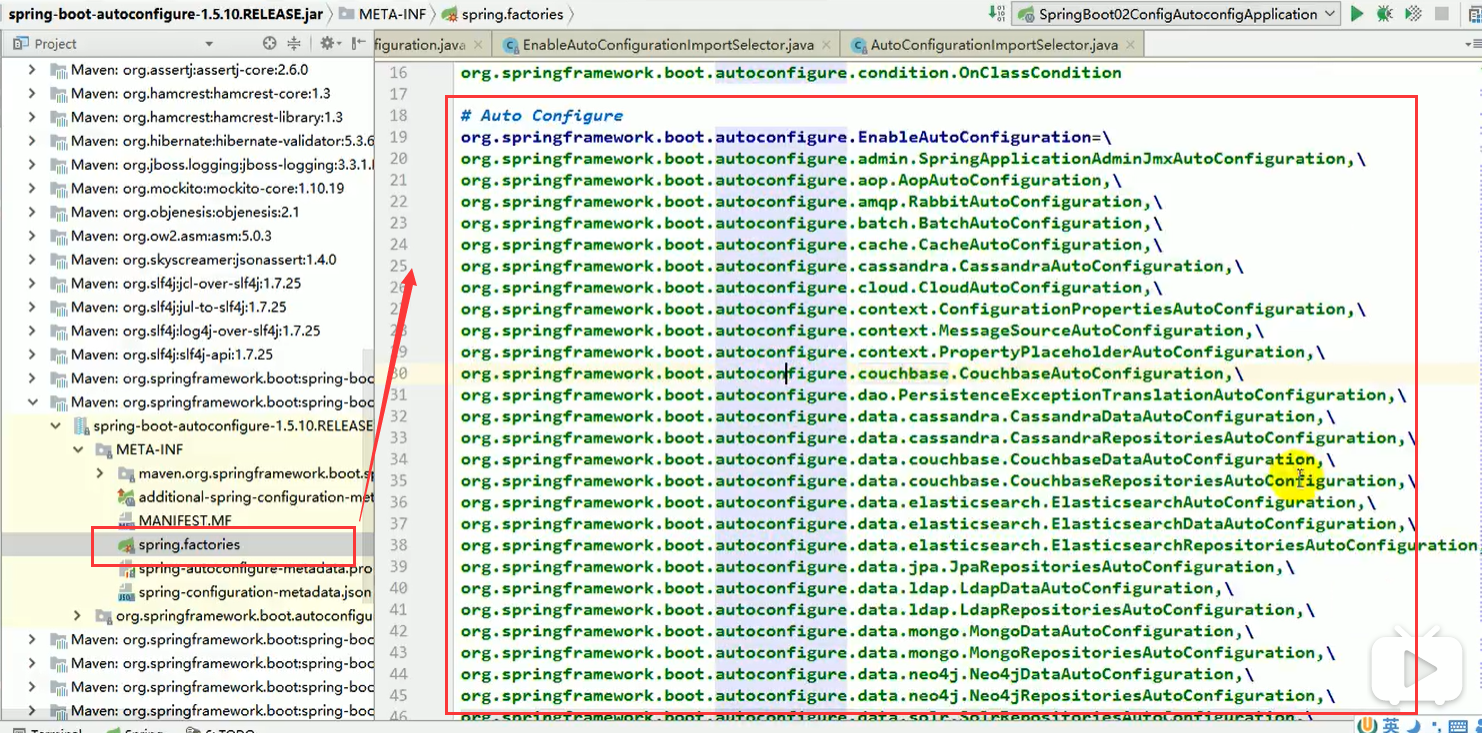 spring-boot-autoconfigure-1.5.10.RELEASE.jar META-INF spring.factories
SpringBoot02ConfigAutoconfigApplication
Project
figuration.java
EnableAutoConfigurationImportSelector.java
AutoConfigurationImportSelector.java
Maven: org.assertj:assertj-core:2.6.0
Maven: org.hamcrest:hamcrest-core:1.3
Maven: org.hamcrest:hamcrest-library:1.3
Maven: org.hibernate:hibernate-validator:5.3.6
Maven: org.jboss.logging:jboss-logging:3.3.1.
Maven: org.mockito:mockito-core:1.10.19
Maven: org.objenesis:objenesis:2.1
Maven: org.ow2.asm:asm:5.0.3
Maven: org.skyscreamer:jsonassert:1.4.0
Maven: org.slf4j:jcl-over-slf4j:1.7.25
Maven: org.slf4j:jul-to-slf4j:1.7.25
Maven: org.slf4j:log4j-over-slf4j:1.7.25
Maven: org.slf4j:slf4j-api:1.7.25
Maven: org.springframework.boot:spring-boo
Maven: org.springframework.boot:spring-boo
spring-boot-autoconfigure-1.5.10.RELEASE
META-INF
maven.org.springframework.boot.sp
additional-spring-configuration-met
MANIFEST.MF
spring.factories
spring-autoconfigure-metadata.pro
spring-configuration-metadata.json
org.springframework.boot.autoconfigu
Maven: org.springframework.boot:spring-boo
Maven: org.springframework.boot:spring-boo
Maven: org.springframework.boot:spring-boo
Maven: org.springframework.boot:spring-boo
16 org.springframework.boot.autoconfigure.condition.OnClassCondition
17
18 # Auto Configure
19 org.springframework.boot.autoconfigure.EnableAutoConfiguration=\
20 org.springframework.boot.autoconfigure.admin.SpringApplicationAdminJmxAutoConfiguration,\
21 org.springframework.boot.autoconfigure.aop.AopAutoConfiguration,\
22 org.springframework.boot.autoconfigure.amqp.RabbitAutoConfiguration,\
23 org.springframework.boot.autoconfigure.batch.BatchAutoConfiguration,\
24 org.springframework.boot.autoconfigure.cache.CacheAutoConfiguration,\
25 org.springframework.boot.autoconfigure.cassandra.CassandraAutoConfiguration,\
26 org.springframework.boot.autoconfigure.cloud.CloudAutoConfiguration,\
27 org.springframework.boot.autoconfigure.context.ConfigurationPropertiesAutoConfiguration,\
28 org.springframework.boot.autoconfigure.context.MessageSourceAutoConfiguration,\
29 org.springframework.boot.autoconfigure.context.PropertyPlaceholderAutoConfiguration,\
30 org.springframework.boot.autoconfigure.couchbase.CouchbaseAutoConfiguration,\
31 org.springframework.boot.autoconfigure.dao.PersistenceExceptionTranslationAutoConfiguration,\
32 org.springframework.boot.autoconfigure.data.cassandra.CassandraDataAutoConfiguration,\
33 org.springframework.boot.autoconfigure.data.cassandra.CassandraRepositoriesAutoConfiguration,\
34 org.springframework.boot.autoconfigure.data.couchbase.CouchbaseDataAutoConfiguration,\
35 org.springframework.boot.autoconfigure.data.couchbase.CouchbaseRepositoriesAutoConfiguration,\
36 org.springframework.boot.autoconfigure.data.elasticsearch.ElasticsearchAutoConfiguration,\
37 org.springframework.boot.autoconfigure.data.elasticsearch.ElasticsearchDataAutoConfiguration,\
38 org.springframework.boot.autoconfigure.data.elasticsearch.ElasticsearchRepositoriesAutoConfiguration
39 org.springframework.boot.autoconfigure.data.jpa.JpaRepositoriesAutoConfiguration,\
40 org.springframework.boot.autoconfigure.data.ldap.LdapDataAutoConfiguration,\
41 org.springframework.boot.autoconfigure.data.ldap.LdapRepositoriesAutoConfiguration,\
42 org.springframework.boot.autoconfigure.data.mongo.MongoDataAutoConfiguration,\
43 org.springframework.boot.autoconfigure.data.mongo.MongoRepositoriesAutoConfiguration,\
44 org.springframework.boot.autoconfigure.data.neo4j.Neo4jDataAutoConfiguration,\
45 org.springframework.boot.autoconfigure.data.neo4j.Neo4jRepositoriesAutoConfiguration,\
46 org.springframework.boot.autoconfigure.data.solr.SolrRepositoriesAutoConfiguration,\
Terminal Spring 6: TODO
英